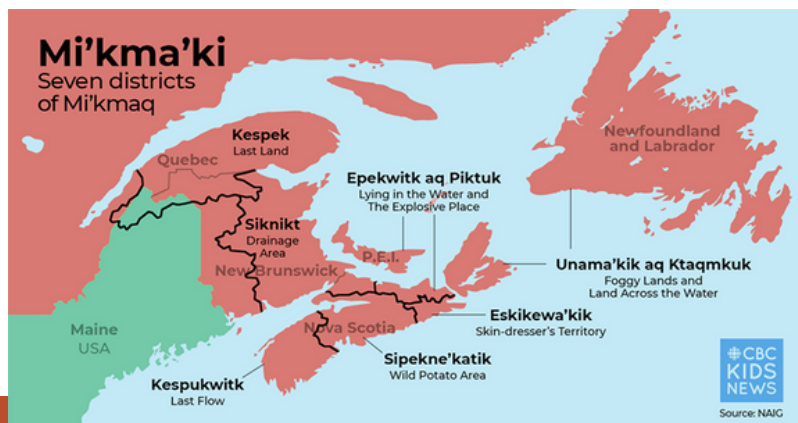 Mi'kma'ki
Seven districts
of Mi'kmaq
Kespek
Last Land
Quebec
Newfoundland
and Labrador
Epekwitk aq Piktuk
Lying in the Water and
The Explosive Place
Siknikt
Drainage
Area
New Brunswick
P.E.I.
Unama'kik aq Ktaqmkuk
Foggy Lands and
Land Across the Water
Maine
USA
Nova Scotia
Eskikewa'kik
Skin-dresser's Territory
Sipekne'katik
Wild Potato Area
Kespukwitk
Last Flow
CBC
KIDS
NEWS
Source: NAIG